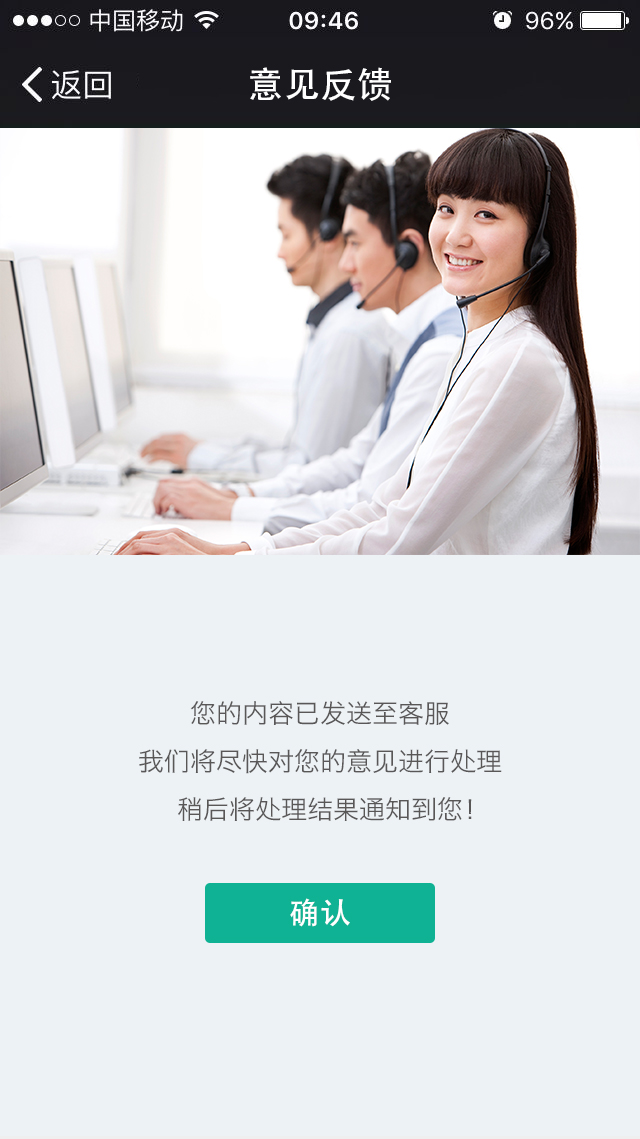 中国移动 09:46 96%
返回 意见反馈
您的内容已发送至客服
我们将尽快对您的意见进行处理
稍后将处理结果通知到您！
确认